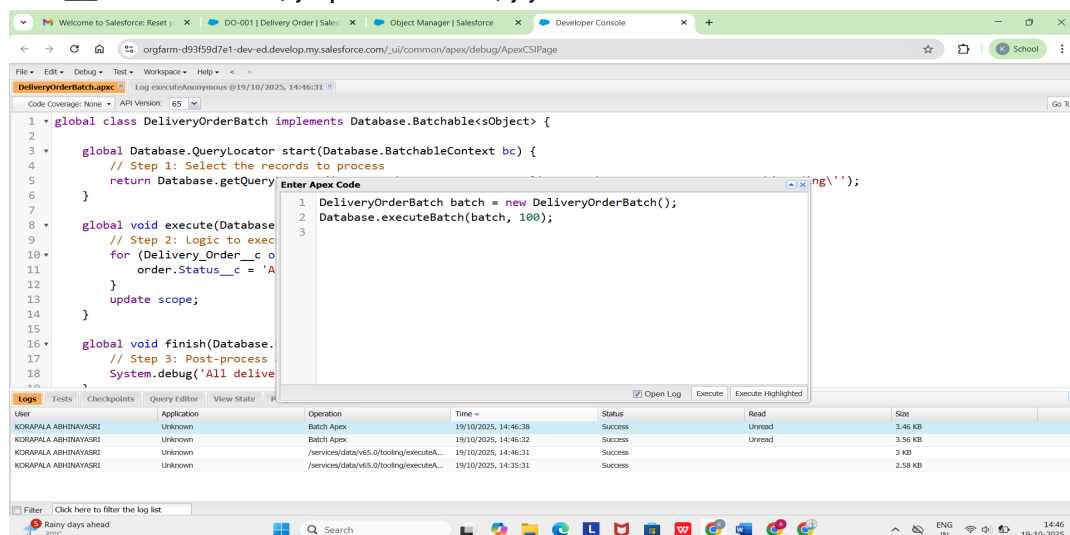 Welcome to Salesforce: Reset y
DO-001 | Delivery Order | Sales
Object Manager | Salesforce
Developer Console
orgfarm-d93f59d7e1-dev-ed.develop.my.salesforce.com/_ui/common/apex/debug/ApexCSIPage
K School
File Edit Debug Test Workspace Help < >
DeliveryOrderBatch.apxc Log executeAnonymous @19/10/2025, 14:46:31
Code Coverage: None API Version: 65 Go To
1 global class DeliveryOrderBatch implements Database.Batchable<sObject> {
2
3 global Database.QueryLocator start(Database.BatchableContext bc) {
4 // Step 1: Select the records to process
5 return Database.getQuery ng\'');
6 }
7
8 global void execute(Database
9 // Step 2: Logic to exec
10 for (Delivery_Order__c o
11 order.Status__c = 'A
12 }
13 update scope;
14 }
15
16 global void finish(Database.
17 // Step 3: Post-process
18 System.debug('All delive
Enter Apex Code
1 DeliveryOrderBatch batch = new DeliveryOrderBatch();
2 Database.executeBatch(batch, 100);
3
Open Log Execute Execute Highlighted
Logs Tests Checkpoints Query Editor View State P
User Application Operation Time Status Read Size
KORAPALA ABHINAYASRI Unknown Batch Apex 19/10/2025, 14:46:38 Success Unread 3.46 KB
KORAPALA ABHINAYASRI Unknown Batch Apex 19/10/2025, 14:46:32 Success Unread 3.56 KB
KORAPALA ABHINAYASRI Unknown /services/data/v65.0/tooling/executeA... 19/10/2025, 14:46:31 Success 3 KB
KORAPALA ABHINAYASRI Unknown /services/data/v65.0/tooling/executeA... 19/10/2025, 14:35:31 Success 2.58 KB
Filter Click here to filter the log list
5 Rainy days ahead
30°C
Search
ENG
IN
14:46
19-10-2025